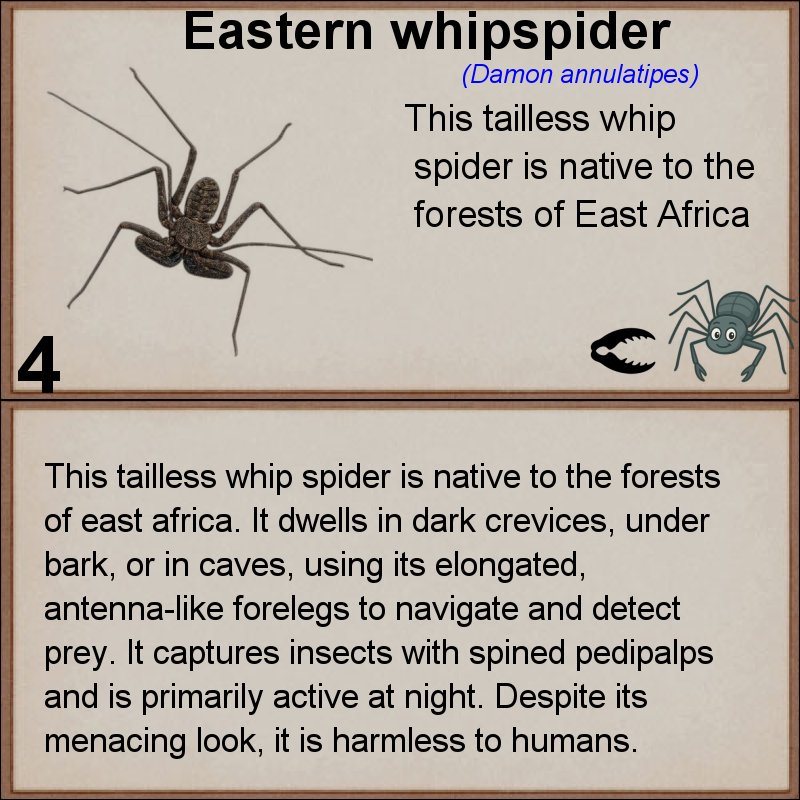 Eastern whipspider
(Damon annulatipes)
This tailless whip
spider is native to the
forests of East Africa
4
This tailless whip spider is native to the forests
of east africa. It dwells in dark crevices, under
bark, or in caves, using its elongated,
antenna-like forelegs to navigate and detect
prey. It captures insects with spined pedipalps
and is primarily active at night. Despite its
menacing look, it is harmless to humans.